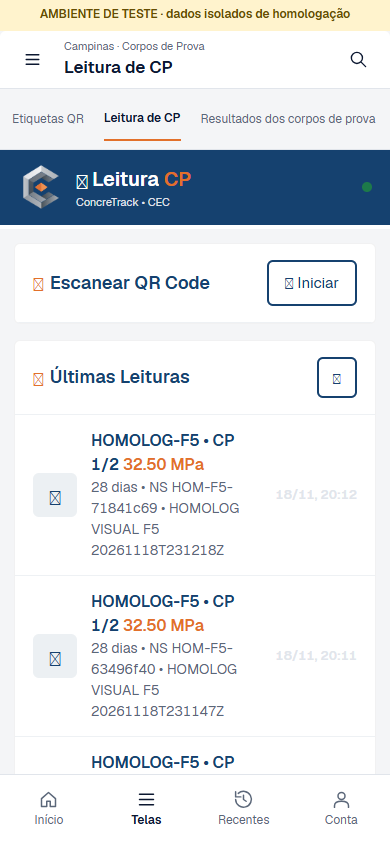 AMBIENTE DE TESTE · dados isolados de homologação
Campinas · Corpos de Prova
Leitura de CP
Etiquetas QR
Leitura de CP
Resultados dos corpos de prova
Leitura CP
ConcreTrack • CEC
Escanear QR Code
Iniciar
Últimas Leituras
HOMOLOG-F5 • CP
1/2 32.50 MPa
28 dias • NS HOM-F5-
71841c69 • HOMOLOG
VISUAL F5
20261118T231218Z
18/11, 20:12
HOMOLOG-F5 • CP
1/2 32.50 MPa
28 dias • NS HOM-F5-
63496f40 • HOMOLOG
VISUAL F5
20261118T231147Z
18/11, 20:11
HOMOLOG-F5 • CP
Início
Telas
Recentes
Conta